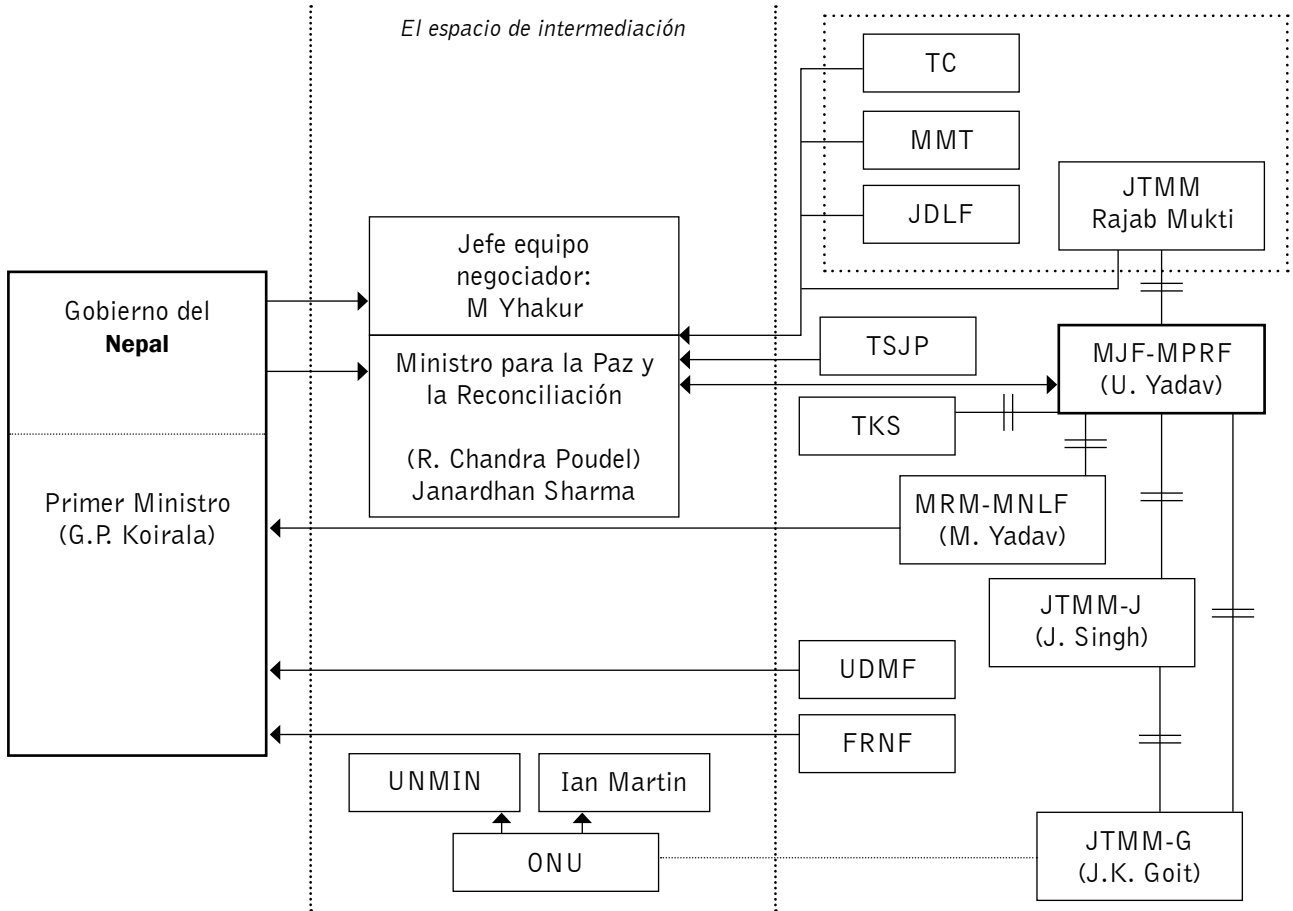 El espacio de intermediación
Gobierno del
Nepal
Primer Ministro
(G.P. Koirala)
Jefe equipo
negociador:
M Yhakur
Ministro para la Paz y
la Reconciliación
(R. Chandra Poudel)
Janardhan Sharma
UNMIN
Ian Martin
ONU
TC
MMT
JDLF
JTMM
Rajab Mukti
TSJP
MJF-MPRF
(U. Yadav)
TKS
MRM-MNLF
(M. Yadav)
JTMM-J
(J. Singh)
UDMF
FRNF
JTMM-G
(J.K. Goit)